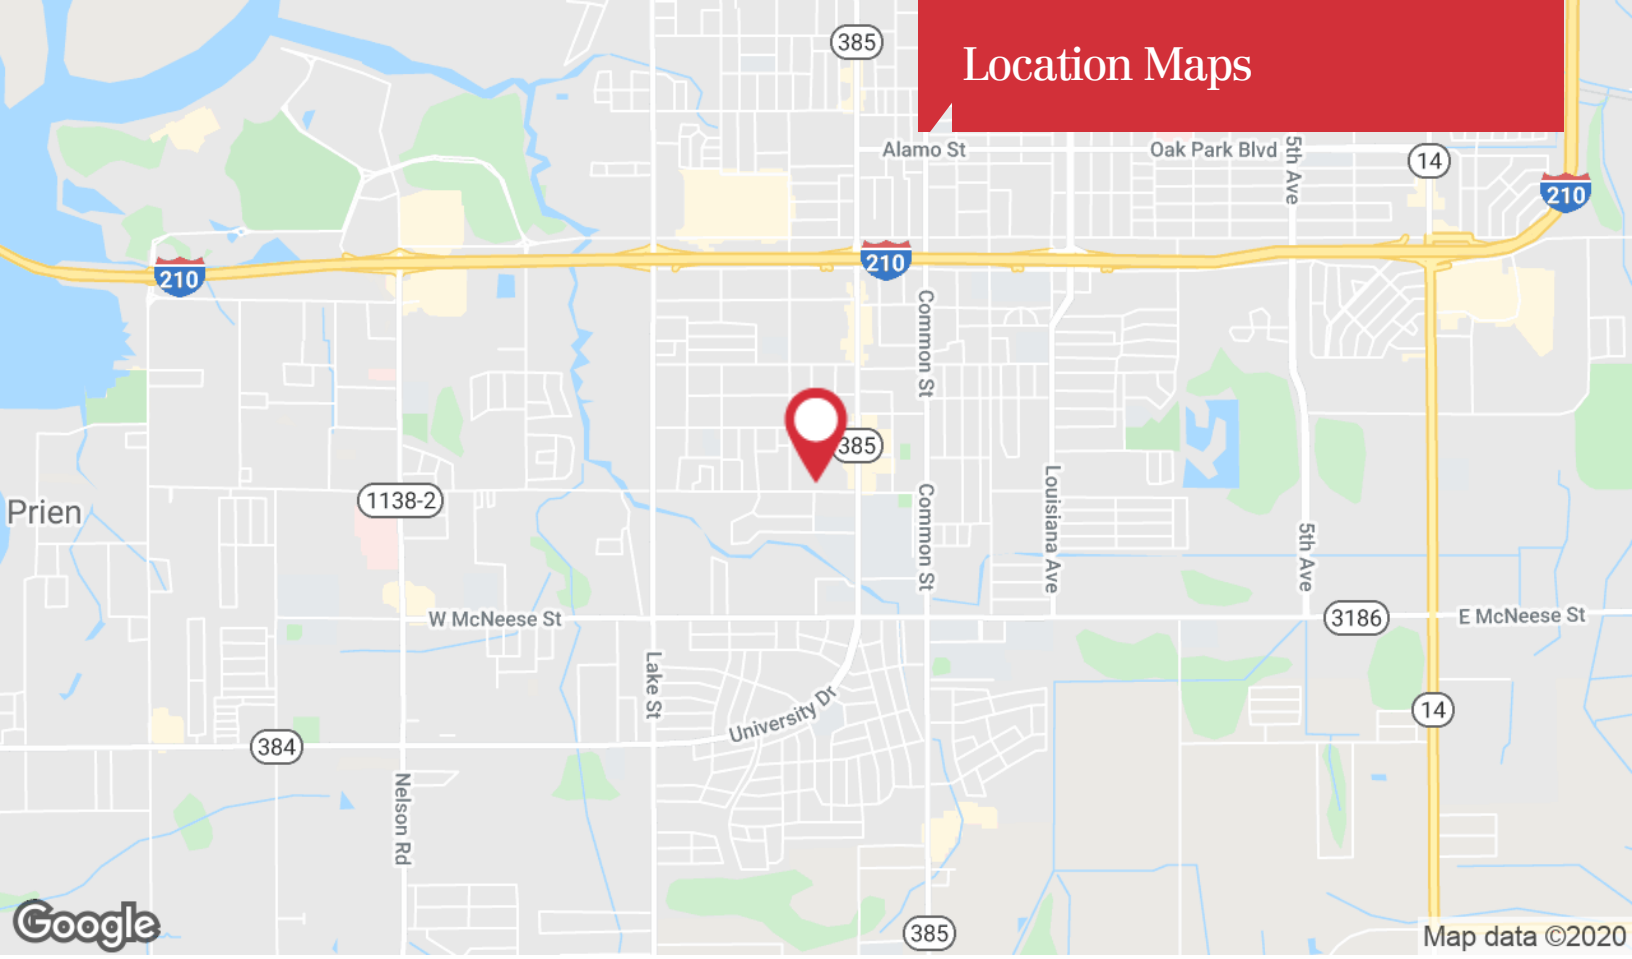 385
Location Maps
Alamo St
Oak Park Blvd
5th Ave
14
210
210
210
Common St
385
Prien
1138-2
Louisiana Ave
Common St
5th Ave
W McNeese St
3186
E McNeese St
Lake St
University Dr
14
384
Nelson Rd
Google
385
Map data ©2020